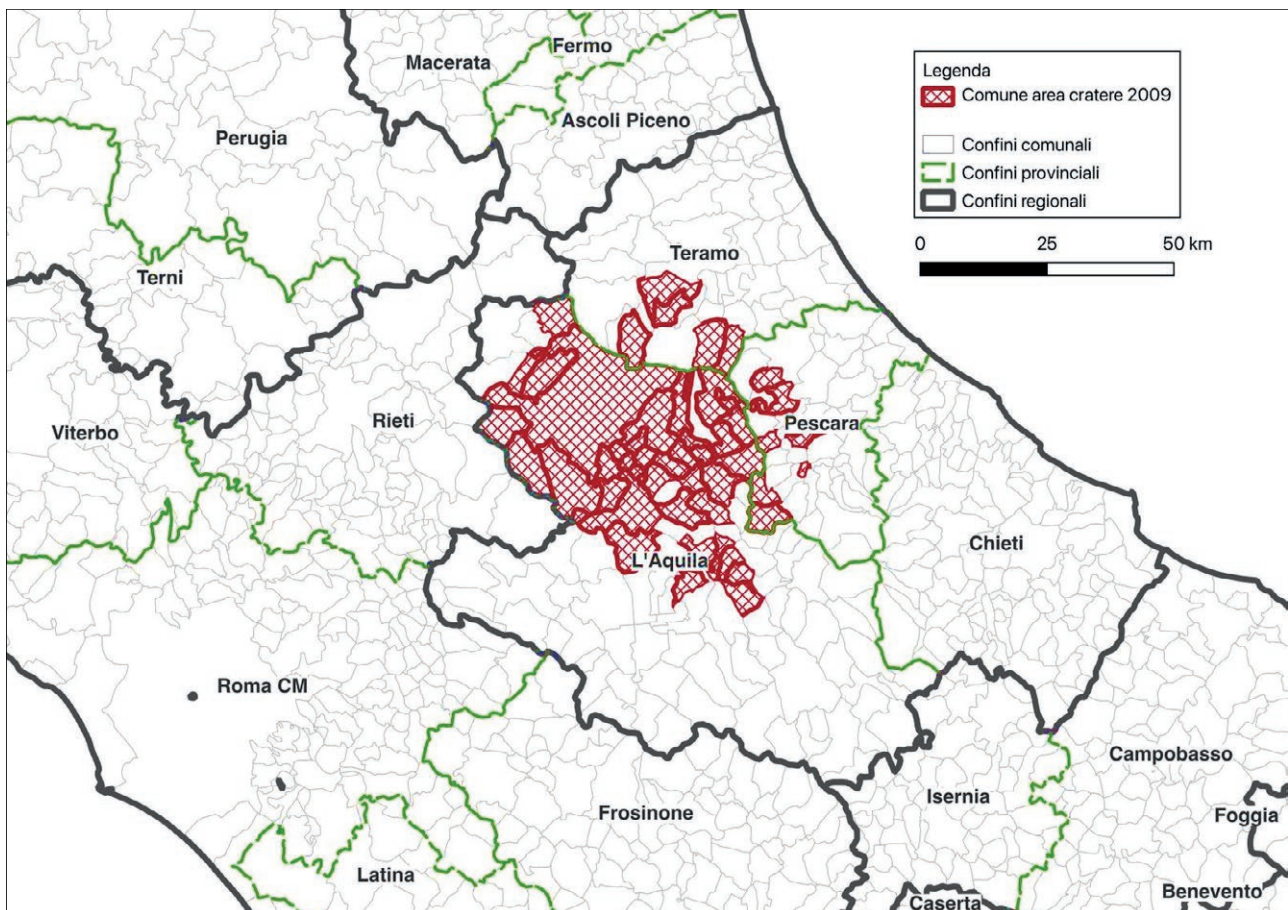 Fermo
Macerata
Ascoli Piceno
Perugia
Legenda
Comune area cratere 2009
Confini comunali
Confini provinciali
Confini regionali
0 25 50 km
Teramo
Terni
Viterbo
Rieti
Pescara
L'Aquila
Chieti
Roma CM
Campobasso
Isernia
Frosinone
Foggia
Latina
Benevento
Caserta